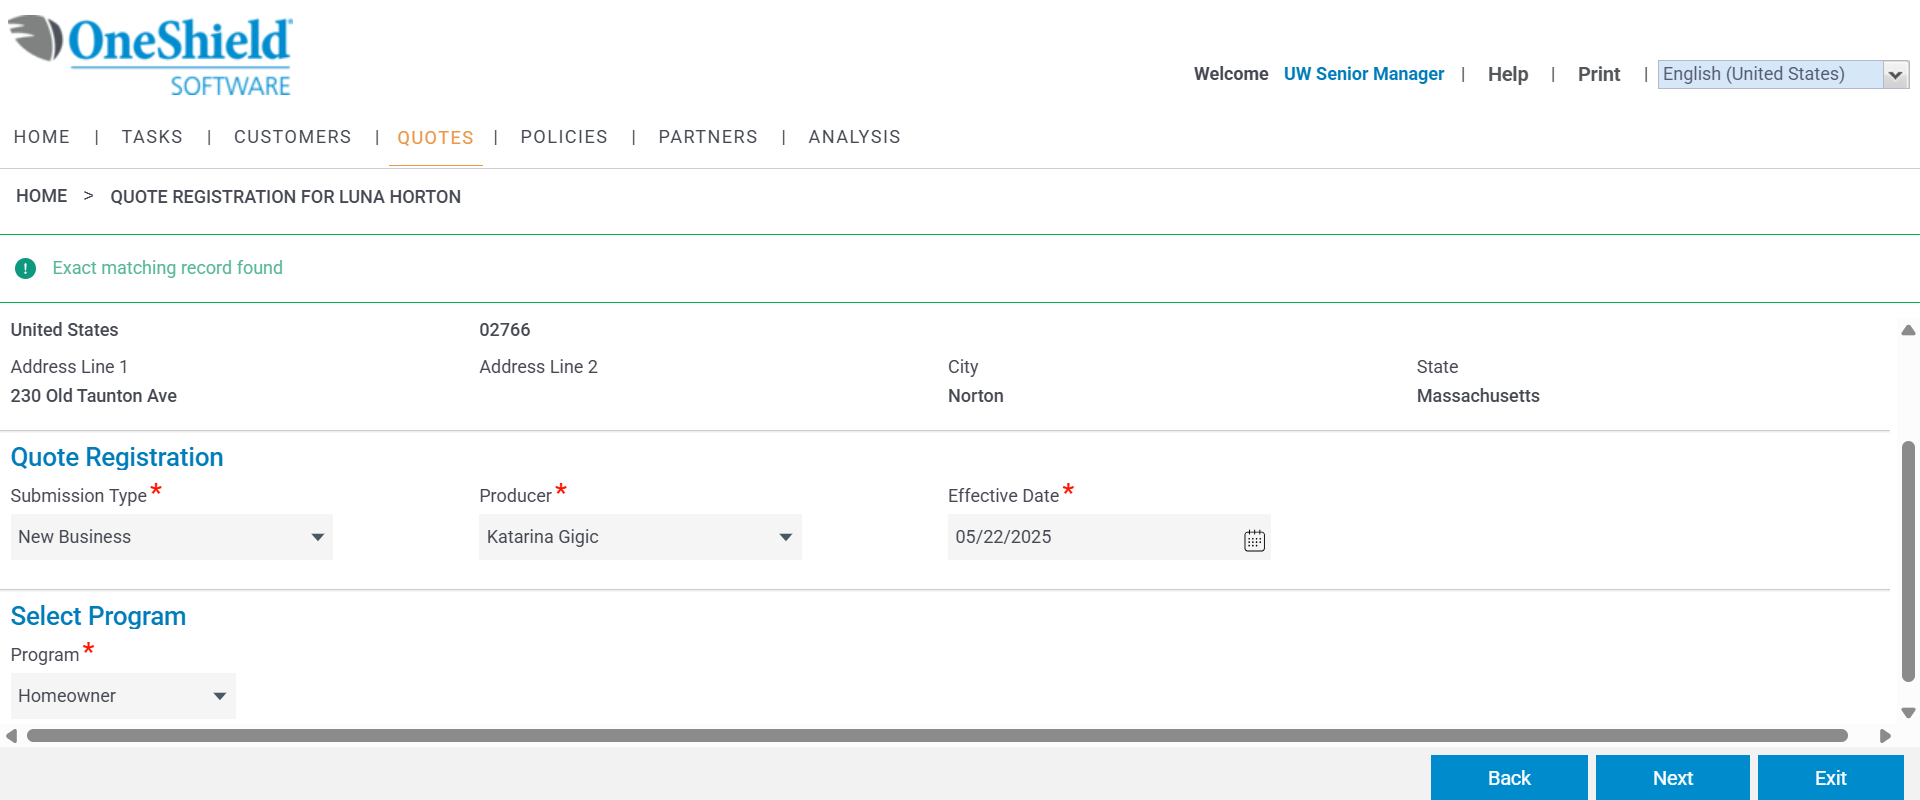 OneShield®
SOFTWARE
Welcome UW Senior Manager | Help | Print | English (United States)
HOME | TASKS | CUSTOMERS | QUOTES | POLICIES | PARTNERS | ANALYSIS
HOME > QUOTE REGISTRATION FOR LUNA HORTON
! Exact matching record found
United States 02766
Address Line 1 Address Line 2 City State
230 Old Taunton Ave Norton Massachusetts
Quote Registration
Submission Type * Producer * Effective Date *
New Business Katarina Gigic 05/22/2025
Select Program
Program *
Homeowner
Back Next Exit